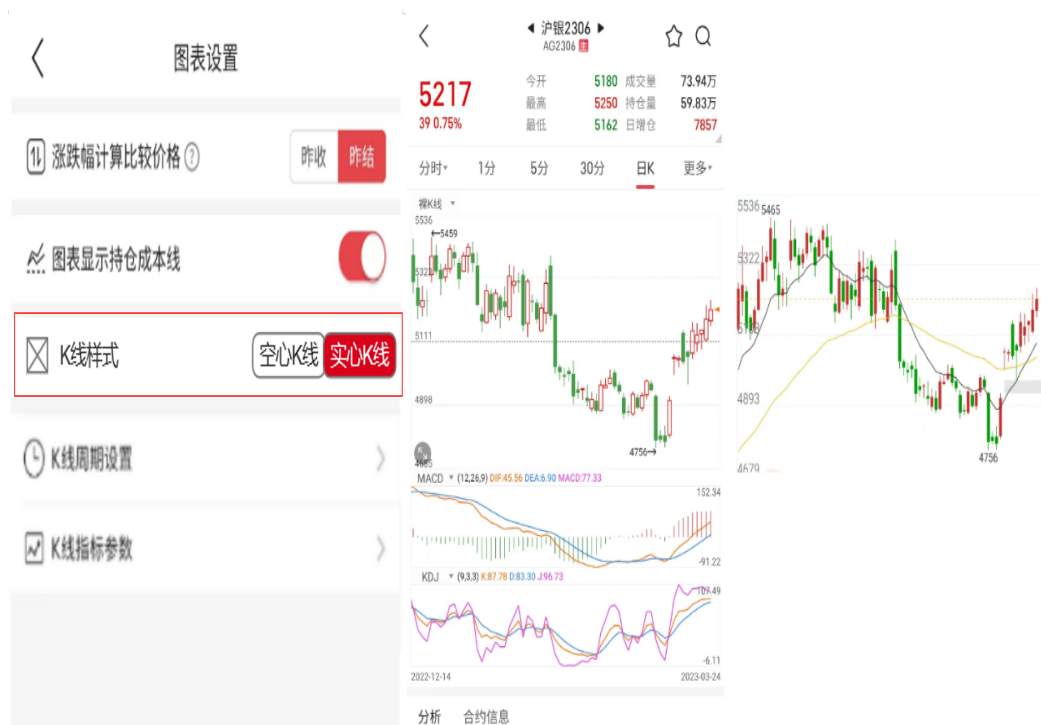 图表设置
涨跌幅计算比较价格 ?
昨收 昨结
图表显示持仓成本线
K线样式
空心K线 实心K线
K线周期设置
K线指标参数
沪银2306
AG2306 主
5217
39 0.75%
今开 5180 成交量 73.94万
最高 5250 持仓量 59.83万
最低 5162 日增仓 7857
分时 1分 5分 30分 日K 更多
裸K线
5536
5459
5322
5111
4898
4756
4685
MACD (12,26,9) DIF:45.56 DEA:6.90 MACD:77.33
152.34
-91.22
KDJ (9,3,3) K:87.78 D:83.30 J:96.73
107.49
-6.11
2022-12-14 2023-03-24
分析 合约信息
5536 5465
5322
4893
4756
4679